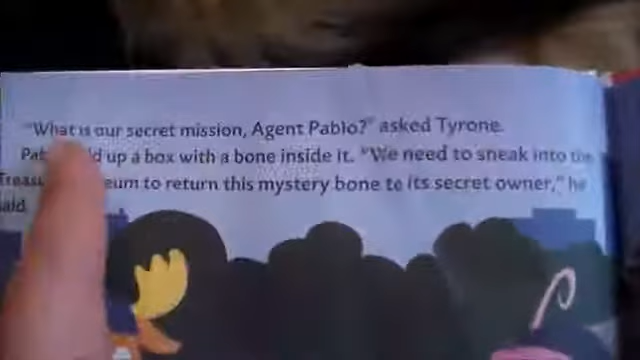 "What is our secret mission, Agent Pablo?" asked Tyrone.
up a box with a bone inside it. "We need to sneak into the
to return this mystery bone to its secret owner," he
said.